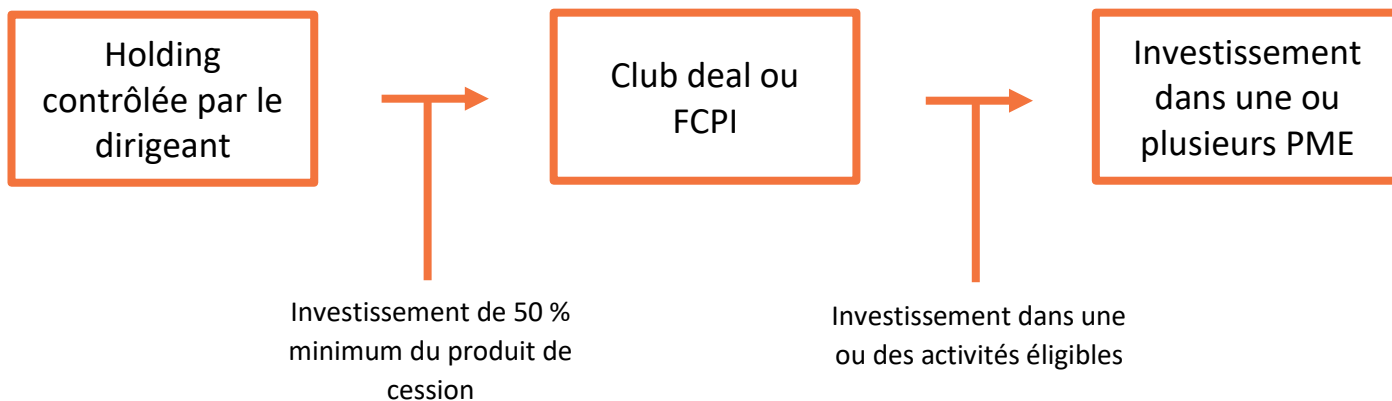 Holding
contrôlée par le
dirigeant
Club deal ou
FCPI
Investissement
dans une ou
plusieurs PME
Investissement de 50 %
minimum du produit de
cession
Investissement dans une
ou des activités éligibles